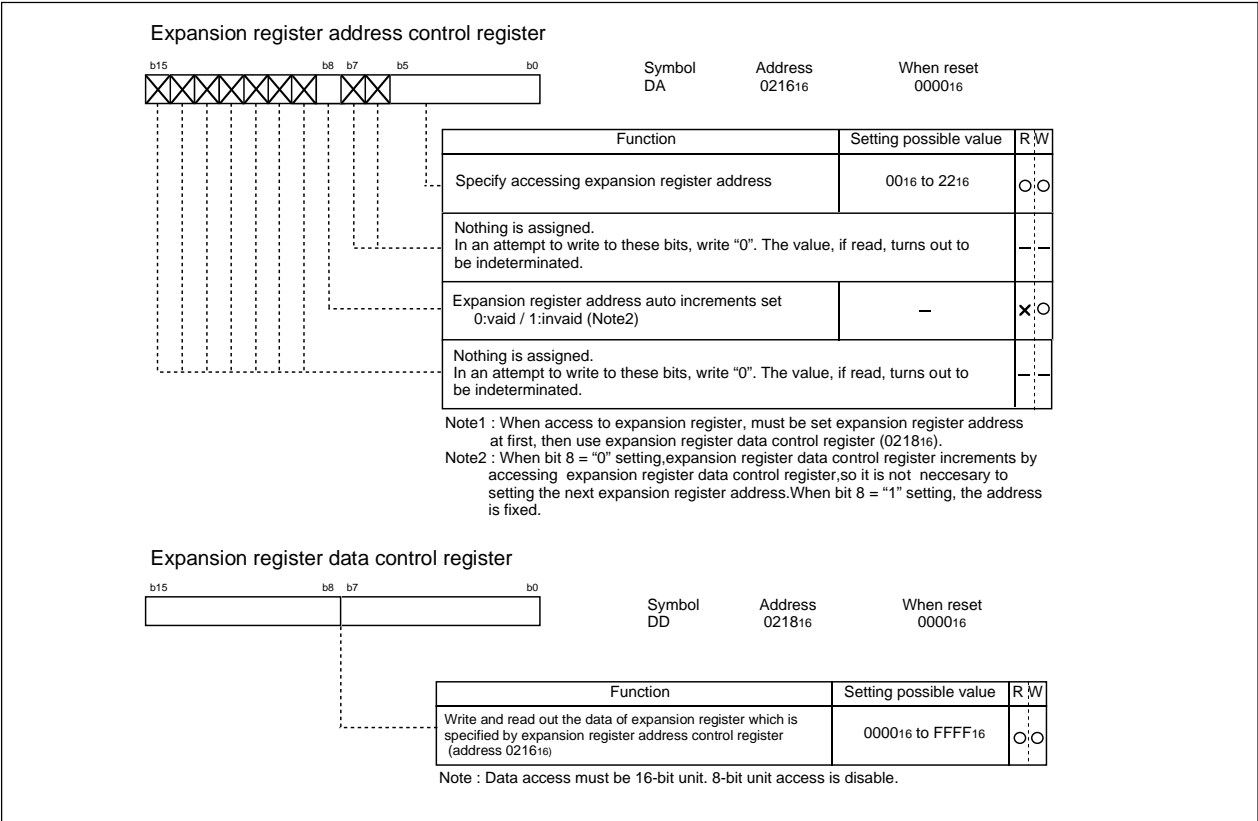 Expansion register address control register
b15 b8 b7 b5 b0
Symbol Address When reset
DA 021616 000016
Function Setting possible value R W
Specify accessing expansion register address 0016 to 2216
Nothing is assigned.
In an attempt to write to these bits, write “0”. The value, if read, turns out to
be indeterminated.
Expansion register address auto increments set
0:vaid / 1:invaid (Note2) –
Nothing is assigned.
In an attempt to write to these bits, write “0”. The value, if read, turns out to
be indeterminated.
Note1 : When access to expansion register, must be set expansion register address
at first, then use expansion register data control register (021816).
Note2 : When bit 8 = “0” setting,expansion register data control register increments by
accessing expansion register data control register,so it is not neccesary to
setting the next expansion register address.When bit 8 = “1” setting, the address
is fixed.
Expansion register data control register
b15 b8 b7 b0
Symbol Address When reset
DD 021816 000016
Function Setting possible value R W
Write and read out the data of expansion register which is
specified by expansion register address control register
(address 021616) 000016 to FFFF16
Note : Data access must be 16-bit unit. 8-bit unit access is disable.